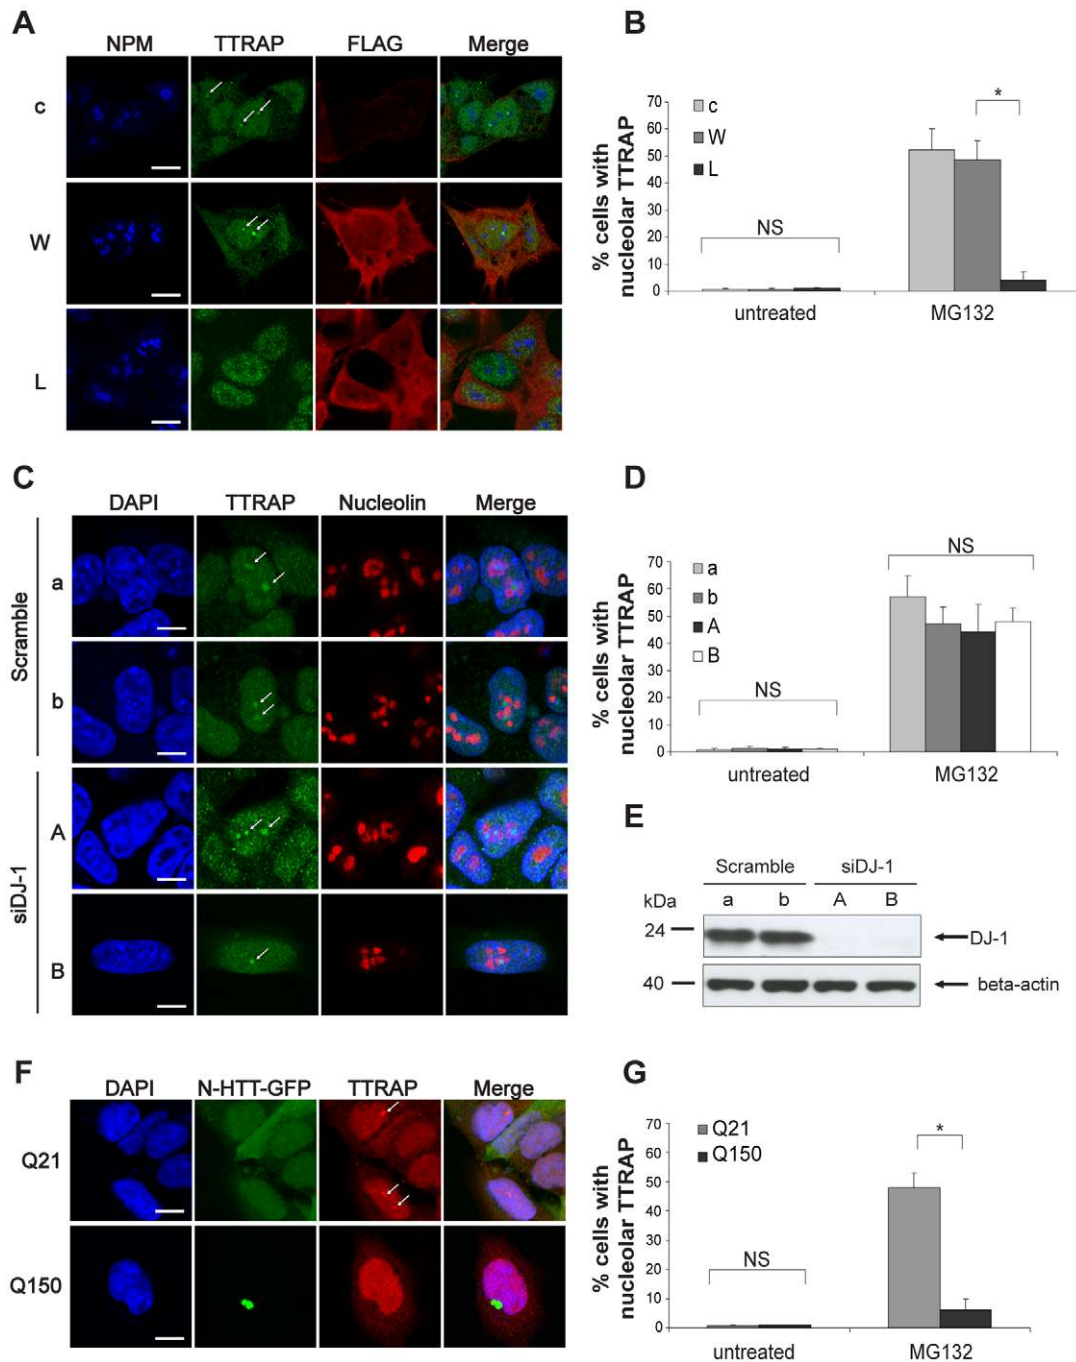 A
NPM TTRAP FLAG Merge
c
W
L
B
70
60
50
40
30
20
10
0
% cells with
nucleolar TTRAP
c
W
L
NS
*
untreated MG132
C
DAPI TTRAP Nucleolin Merge
Scramble
a
b
siDJ-1
A
B
D
70
60
50
40
30
20
10
0
% cells with
nucleolar TTRAP
a
b
A
B
NS
NS
untreated MG132
E
Scramble siDJ-1
kDa a b A B
24 DJ-1
40 beta-actin
F
DAPI N-HTT-GFP TTRAP Merge
Q21
Q150
G
70
60
50
40
30
20
10
0
% cells with
nucleolar TTRAP
Q21
Q150
NS
*
untreated MG132